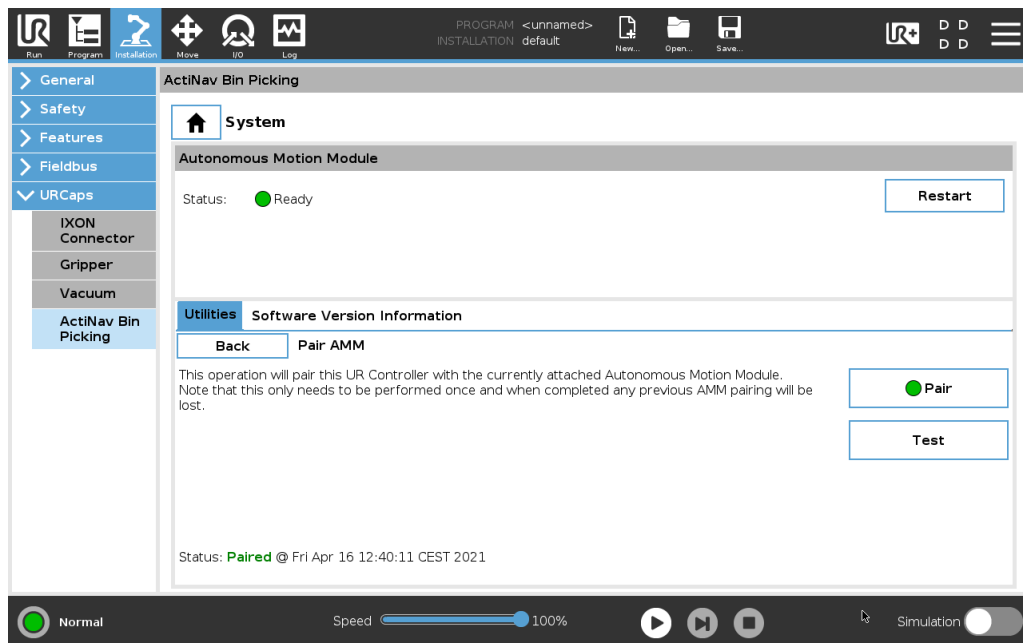 UR
PROGRAM <unnamed>
UR+
D D
INSTALLATION default
D D
Run Program Installation Move I/O Log
New... Open... Save...
General
ActiNav Bin Picking
Safety
System
Features
Autonomous Motion Module
Fieldbus
URCaps
Status: Ready
Restart
IXON
Connector
Gripper
Vacuum
ActiNav Bin
Picking
Utilities Software Version Information
Back Pair AMM
This operation will pair this UR Controller with the currently attached Autonomous Motion Module.
Note that this only needs to be performed once and when completed any previous AMM pairing will be
lost.
Pair
Test
Status: Paired @ Fri Apr 16 12:40:11 CEST 2021
Normal Speed 100% Simulation